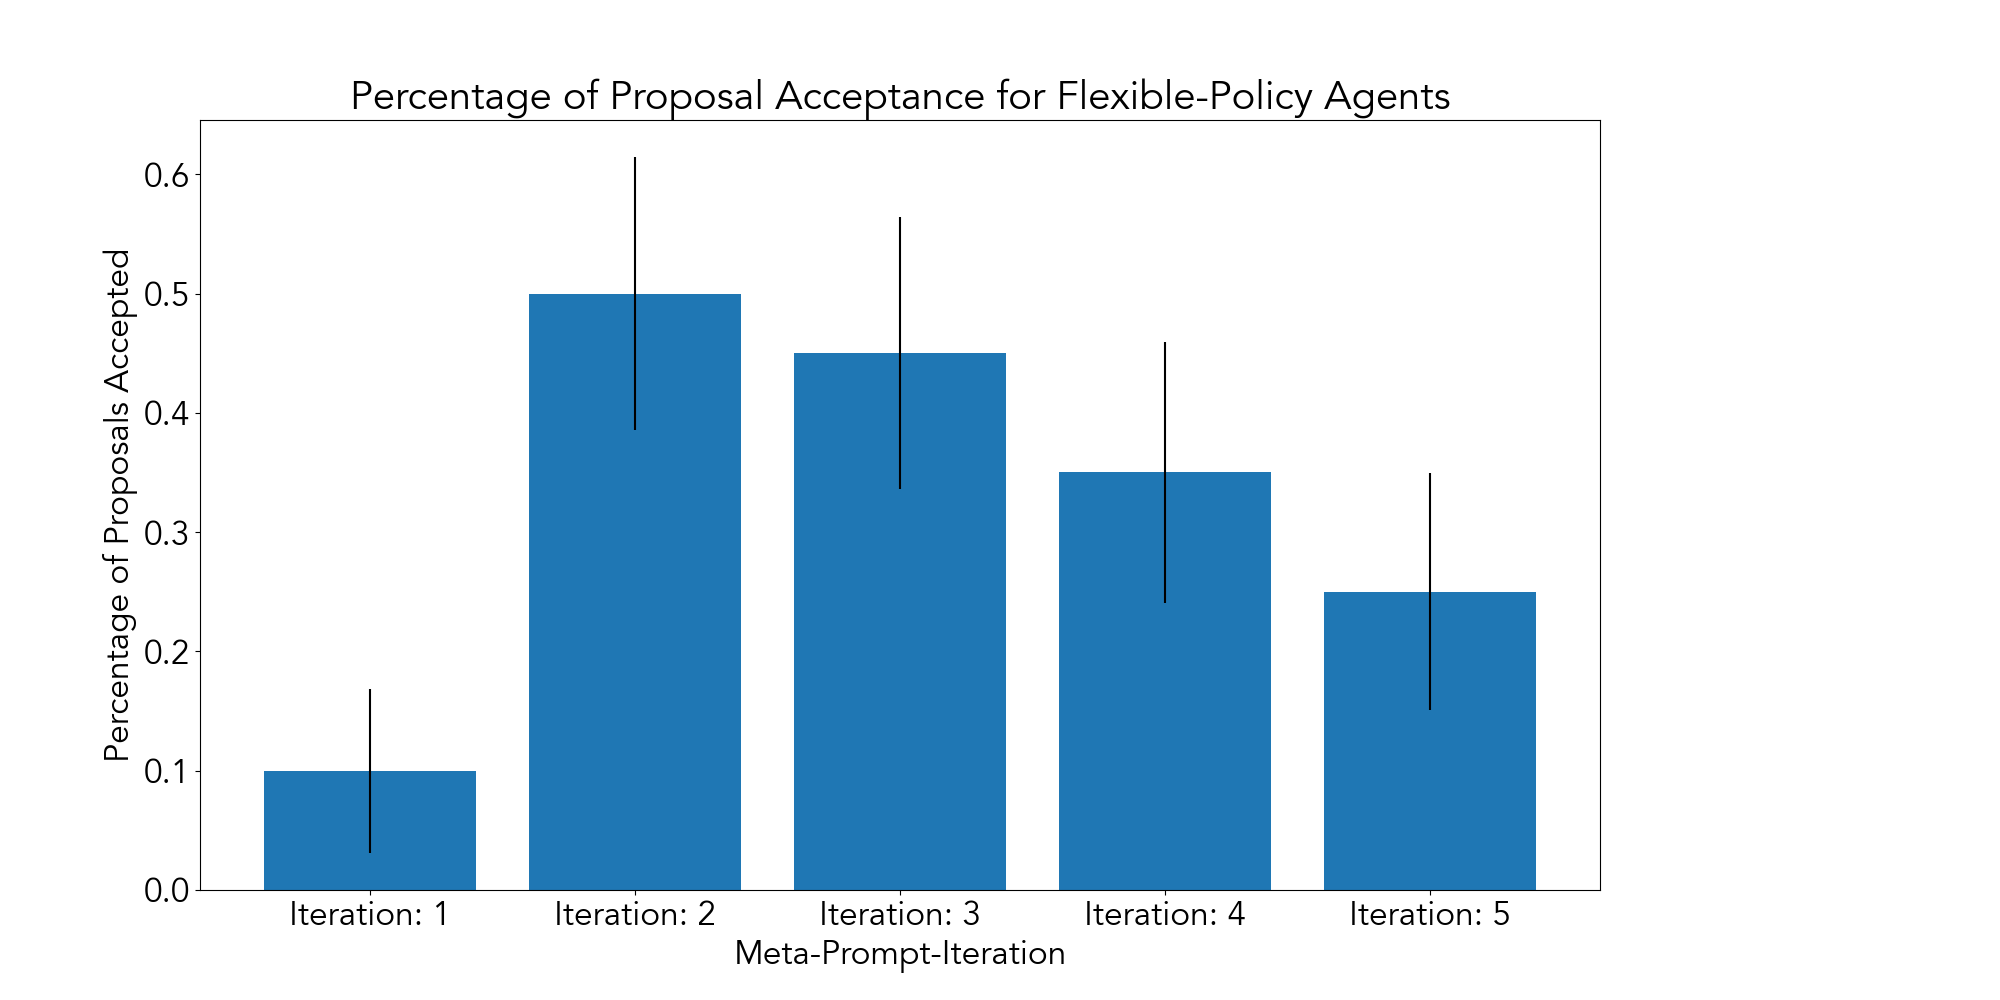 Percentage of Proposal Acceptance for Flexible-Policy Agents
Percentage of Proposals Accepted
0.6
0.5
0.4
0.3
0.2
0.1
0.0
Iteration: 1
Iteration: 2
Iteration: 3
Iteration: 4
Iteration: 5
Meta-Prompt-Iteration